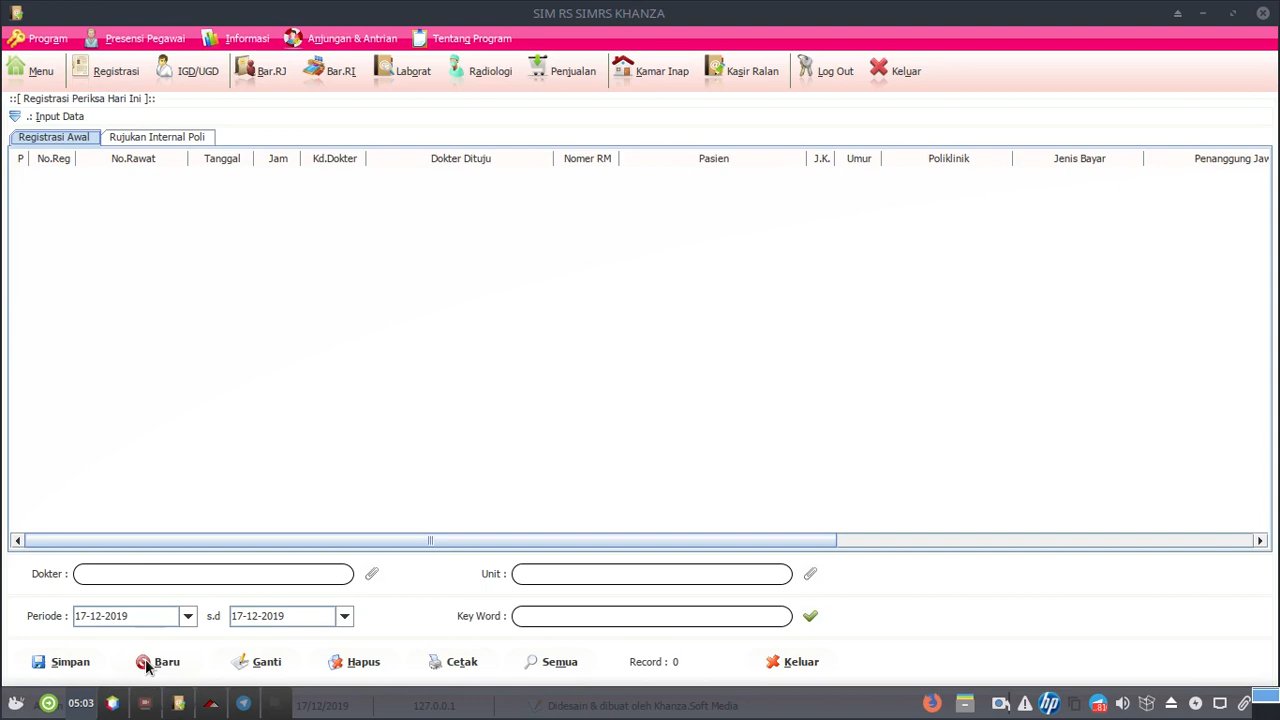 SIM RS SIMRS KHANZA
Program Presensi Pegawai Informasi Anjungan & Antrian Tentang Program
Menu Registrasi IGD/UGD Bar.RJ Bar.RI Laborat Radiologi Penjualan Kamar Inap Kasir Ralan Log Out Keluar
::[ Registrasi Periksa Hari Ini ]::
.: Input Data
Registrasi Awal Rujukan Internal Poli
P No.Reg No.Rawat Tanggal Jam Kd.Dokter Dokter Dituju Nomer RM Pasien J.K. Umur Poliklinik Jenis Bayar Penanggung Jaw
Dokter : Unit :
Periode : 17-12-2019 s.d 17-12-2019 Key Word :
Simpan Baru Ganti Hapus Cetak Semua Record : 0 Keluar
05:03 17/12/2019 127.0.0.1 Didesain & dibuat oleh Khanza.Soft Media 81